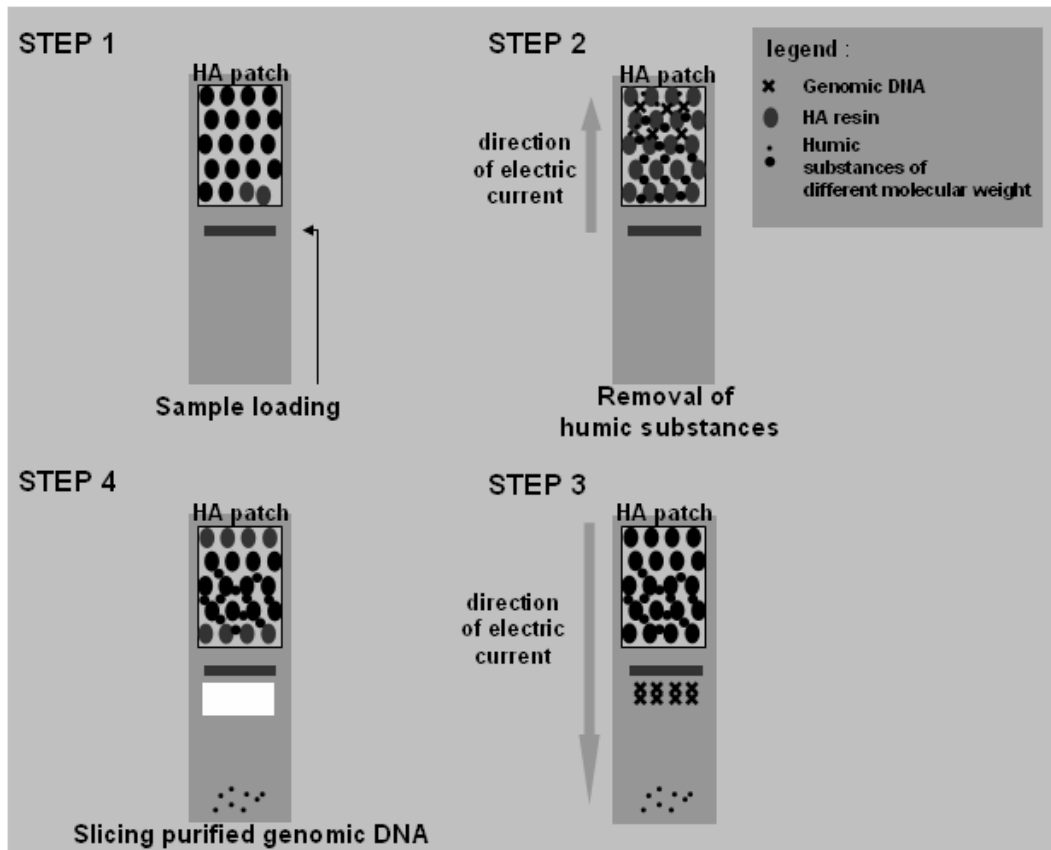 STEP 1
HA patch
Sample loading
STEP 2
HA patch
direction
of electric
current
Removal of
humic substances
legend :
Genomic DNA
HA resin
Humic
substances of
different molecular weight
STEP 4
HA patch
Slicing purified genomic DNA
STEP 3
HA patch
direction
of electric
current